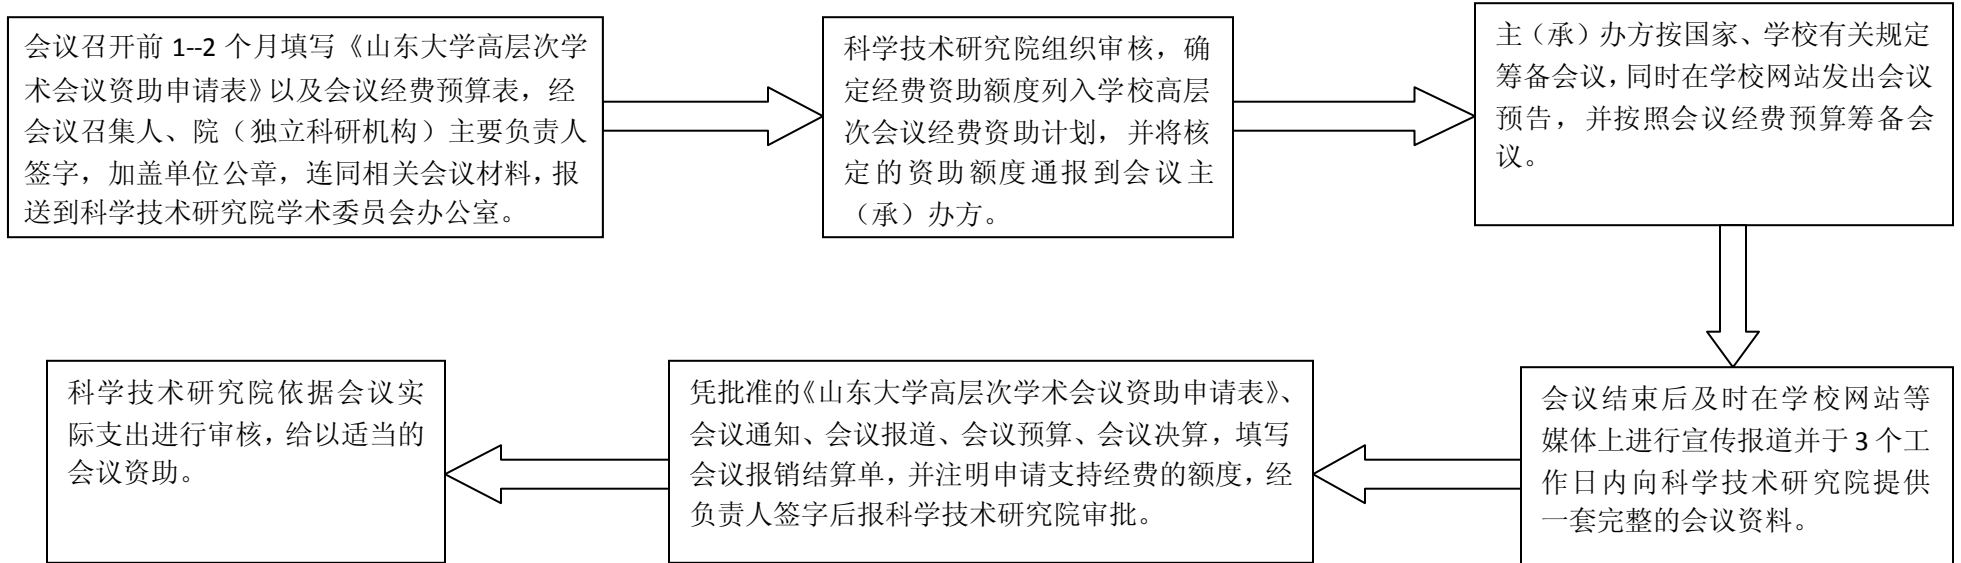 会议召开前 1--2 个月填写《山东大学高层次学
术会议资助申请表》以及会议经费预算表，经
会议召集人、院（独立科研机构）主要负责人
签字，加盖单位公章，连同相关会议材料，报
送到科学技术研究院学术委员会办公室。
科学技术研究院组织审核，确
定经费资助额度列入学校高层
次会议经费资助计划，并将核
定的资助额度通报到会议主
（承）办方。
主（承）办方按国家、学校有关规定
筹备会议，同时在学校网站发出会议
预告，并按照会议经费预算筹备会
议。
会议结束后及时在学校网站等
媒体上进行宣传报道并于 3 个工
作日内向科学技术研究院提供
一套完整的会议资料。
凭批准的《山东大学高层次学术会议资助申请表》、
会议通知、会议报道、会议预算、会议决算，填写
会议报销结算单，并注明申请支持经费的额度，经
负责人签字后报科学技术研究院审批。
科学技术研究院依据会议实
际支出进行审核，给以适当的
会议资助。